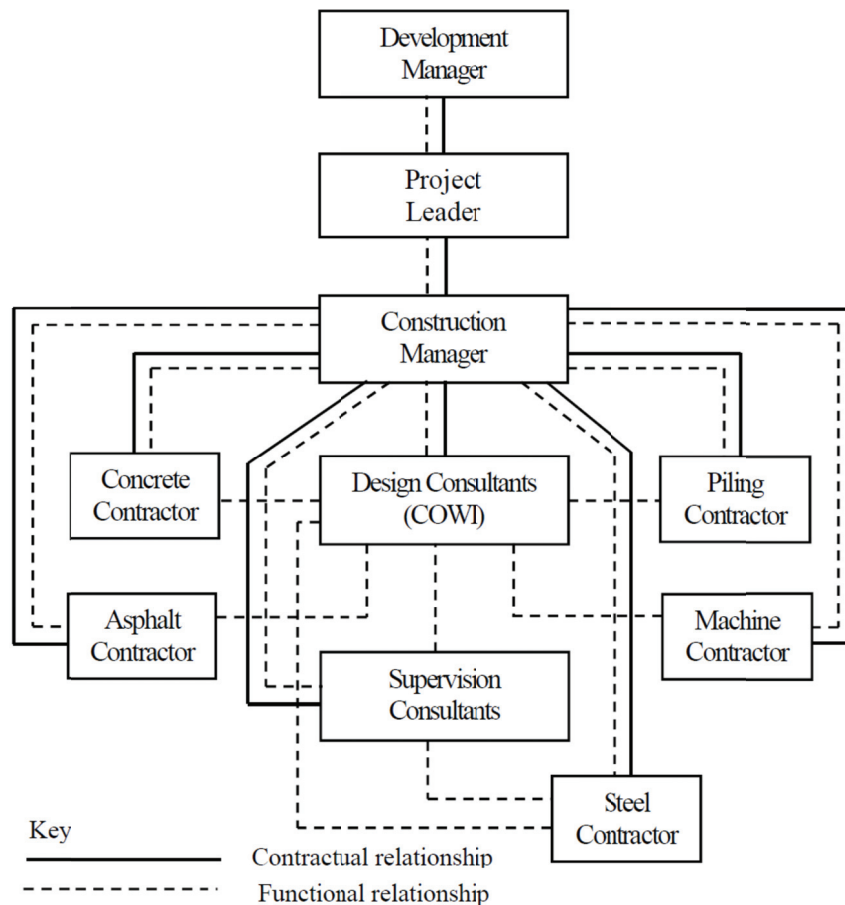 Development
Manager
Project
Leader
Construction
Manager
Concrete
Contractor
Design Consultants
(COWI)
Piling
Contractor
Asphalt
Contractor
Machine
Contractor
Supervision
Consultants
Steel
Contractor
Key
Contractual relationship
Functional relationship